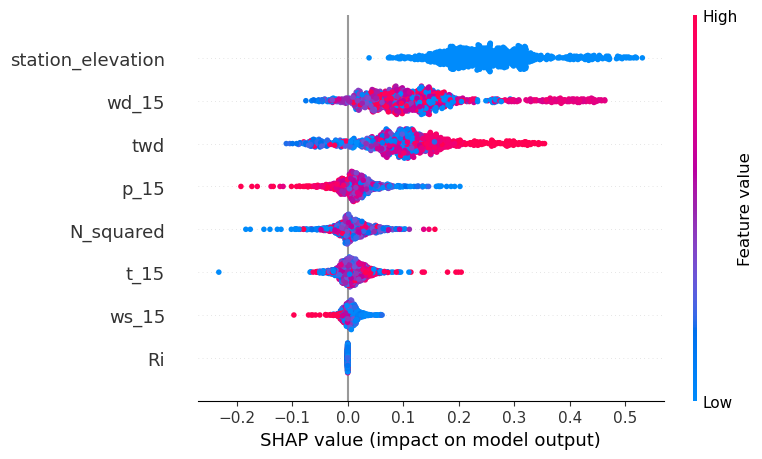 High
station_elevation
wd_15
twd
p_15
N_squared
t_15
ws_15
Ri
Feature value
Low
−0.2 −0.1 0.0 0.1 0.2 0.3 0.4 0.5
SHAP value (impact on model output)